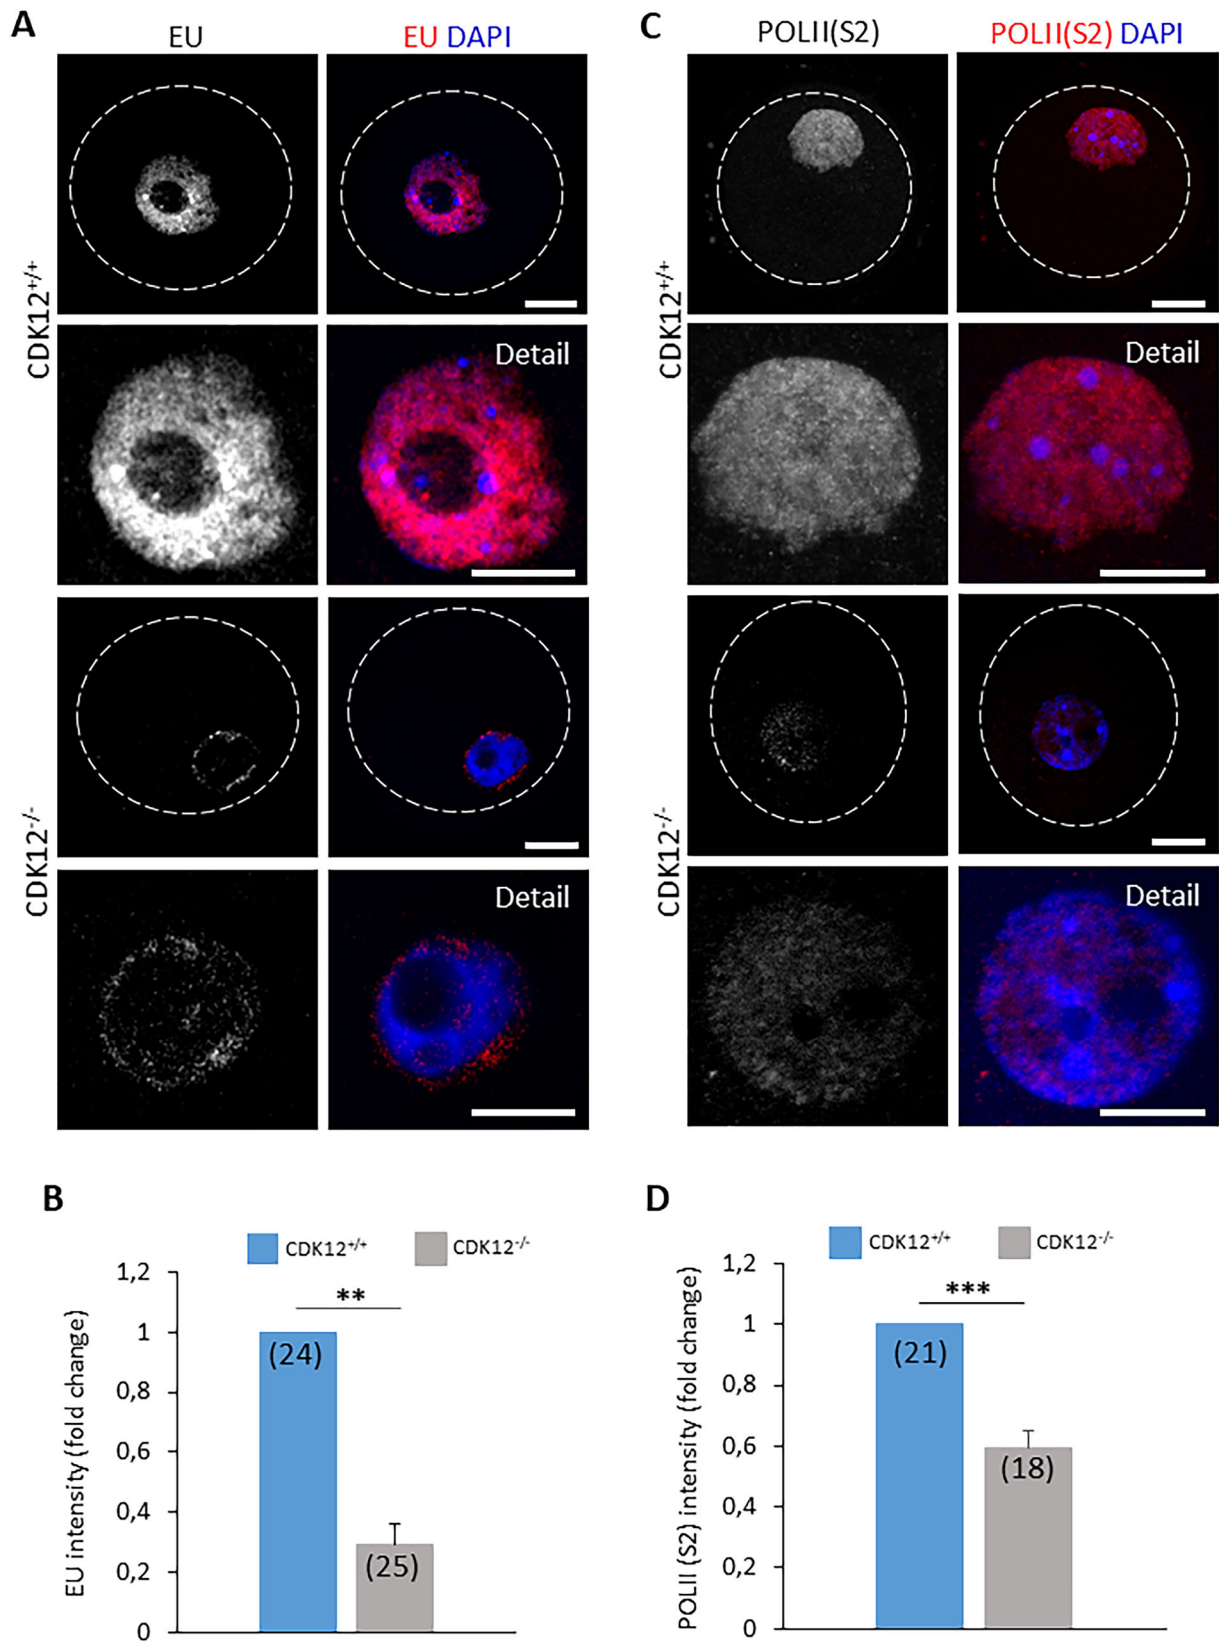 A
EU
EU DAPI
CDK12+/+
Detail
CDK12-/-
Detail
C
POLII(S2)
POLII(S2) DAPI
CDK12+/+
Detail
CDK12-/-
Detail
B
CDK12+/+
CDK12-/-
EU intensity (fold change)
1,2
1
0,8
0,6
0,4
0,2
0
**
(24)
(25)
D
CDK12+/+
CDK12-/-
POLII (S2) intensity (fold change)
1,2
1
0,8
0,6
0,4
0,2
0
***
(21)
(18)